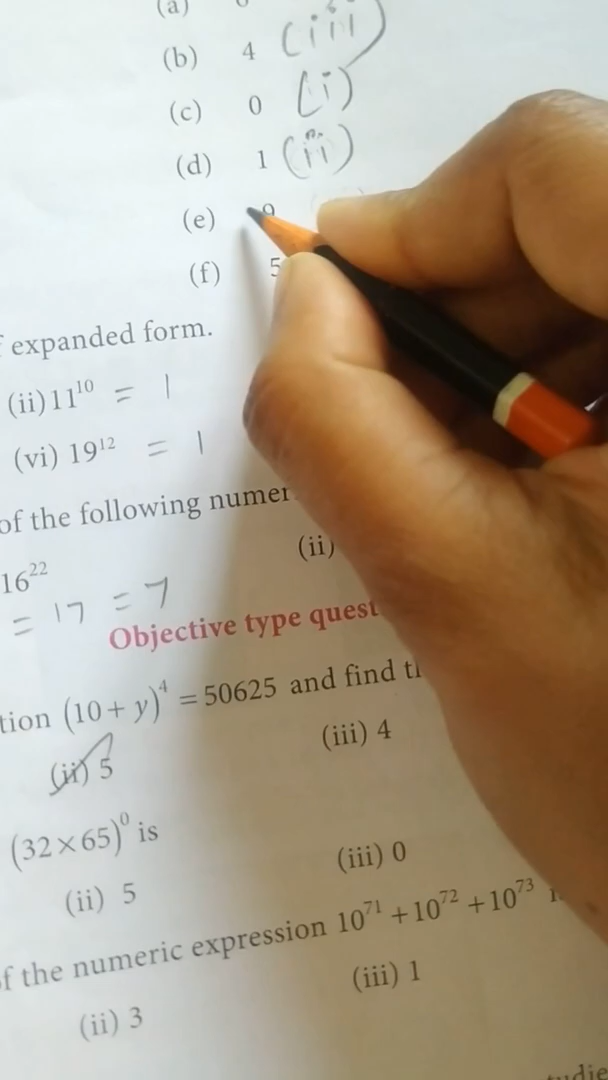 (a)
(b) 4 (iii)
(c) 0 (i)
(d) 1 (ii)
(e) 9
(f) 5
expanded form.
(ii) 11¹⁰ = 1
(vi) 19¹² = 1
of the following numer
16²² (ii)
= 17 = 7
Objective type quest
tion (10 + y)⁴ = 50625 and find t
(ii) 5 (iii) 4
(32×65)⁰ is
(ii) 5 (iii) 0
f the numeric expression 10⁷¹ + 10⁷² + 10⁷³
(ii) 3 (iii) 1
tudie